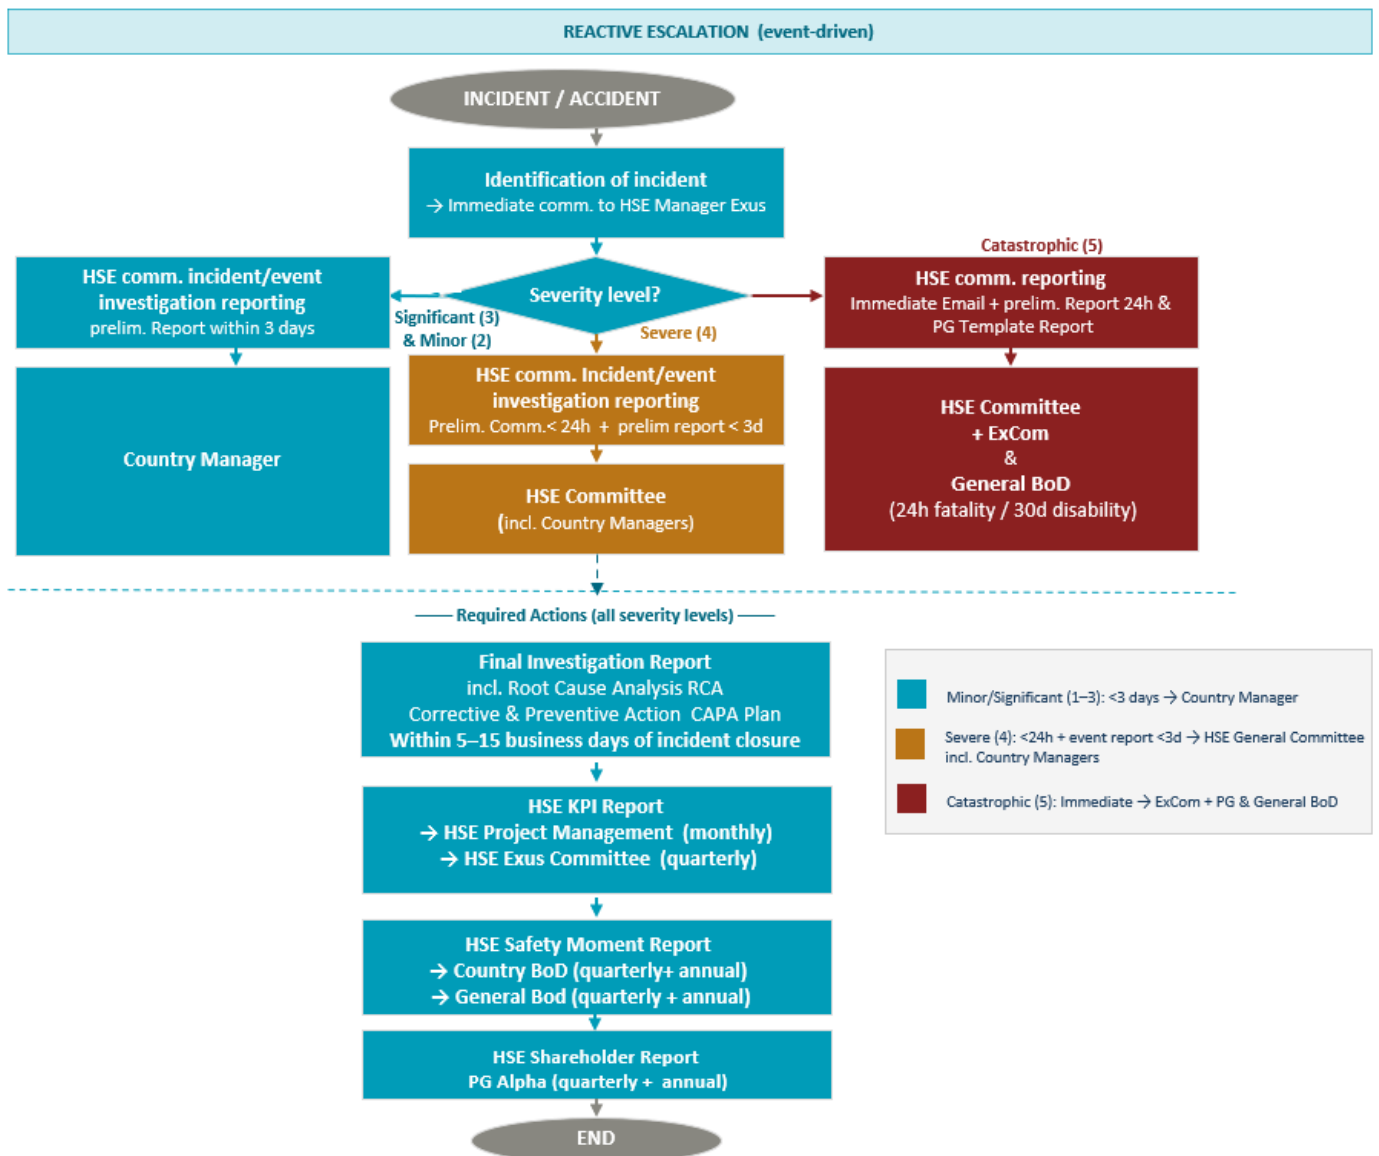 REACTIVE ESCALATION (event-driven)
INCIDENT / ACCIDENT
Identification of incident
→ Immediate comm. to HSE Manager Exus
Severity level?
HSE comm. incident/event
investigation reporting
prelim. Report within 3 days
Significant (3)
& Minor (2)
Country Manager
Severe (4)
HSE comm. Incident/event
investigation reporting
Prelim. Comm.< 24h + prelim report < 3d
HSE Committee
(incl. Country Managers)
Catastrophic (5)
HSE comm. reporting
Immediate Email + prelim. Report 24h &
PG Template Report
HSE Committee
+ ExCom
&
General BoD
(24h fatality / 30d disability)
Required Actions (all severity levels)
Final Investigation Report
incl. Root Cause Analysis RCA
Corrective & Preventive Action CAPA Plan
Within 5–15 business days of incident closure
HSE KPI Report
→ HSE Project Management (monthly)
→ HSE Exus Committee (quarterly)
HSE Safety Moment Report
→ Country BoD (quarterly+ annual)
→ General Bod (quarterly + annual)
HSE Shareholder Report
PG Alpha (quarterly + annual)
END
Minor/Significant (1–3): <3 days → Country Manager
Severe (4): <24h + event report <3d → HSE General Committee
incl. Country Managers
Catastrophic (5): Immediate → ExCom + PG & General BoD